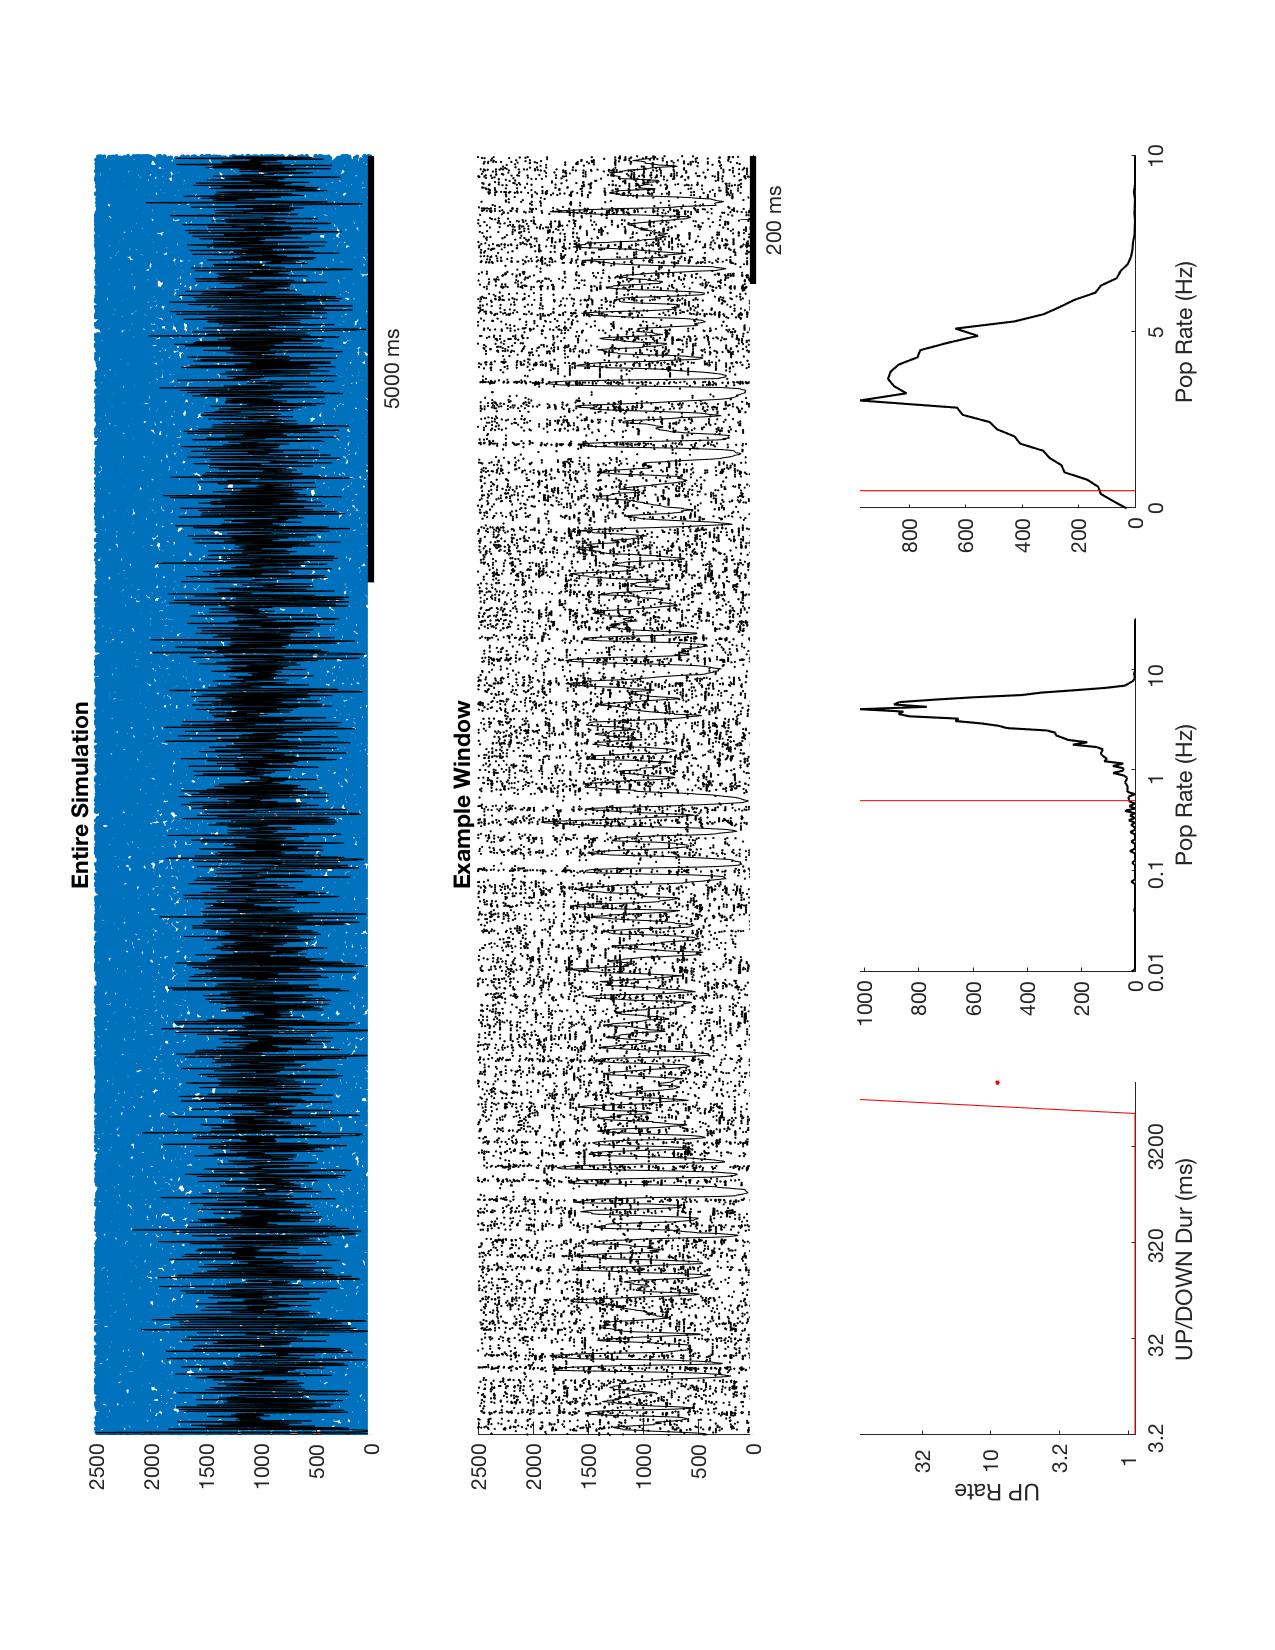 Entire Simulation
2500
2000
1500
1000
500
0
5000 ms
Example Window
2500
2000
1500
1000
500
0
200 ms
UP Rate
32
10
3.2
1
3.2 32 320 3200
UP/DOWN Dur (ms)
1000
800
600
400
200
0
0.01 0.1 1 10
Pop Rate (Hz)
800
600
400
200
0
0 5 10
Pop Rate (Hz)